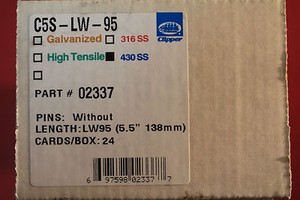 C5S-LW-95
Galvanized 316 SS
High Tensile 430 SS
Clipper
PART # 02337
PINS: Without
LENGTH:LW95 (5.5" 138mm)
CARDS/BOX: 24
6 97598 02337 7